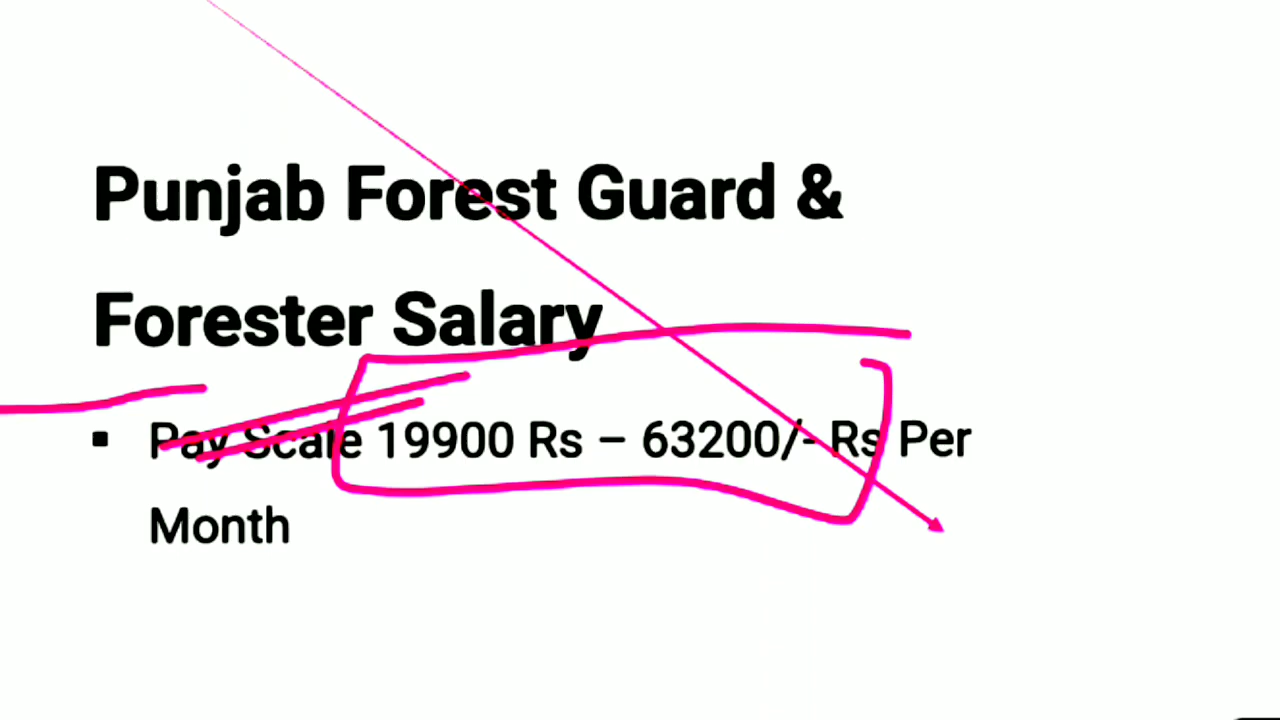 Punjab Forest Guard &
Forester Salary
▪ Pay Scale 19900 Rs – 63200/- Rs Per
Month